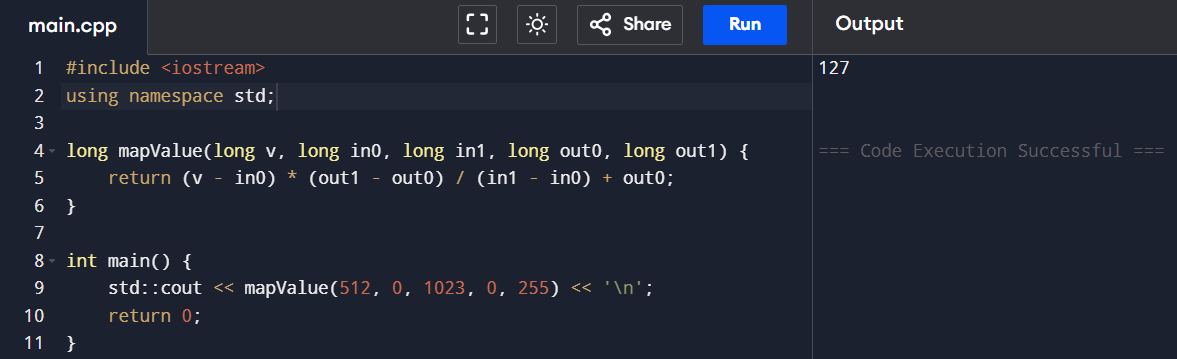 main.cpp Share Run Output
1 #include <iostream>
2 using namespace std;
3
4 long mapValue(long v, long in0, long in1, long out0, long out1) {
5     return (v - in0) * (out1 - out0) / (in1 - in0) + out0;
6 }
7
8 int main() {
9     std::cout << mapValue(512, 0, 1023, 0, 255) << '\n';
10     return 0;
11 }
127
=== Code Execution Successful ===